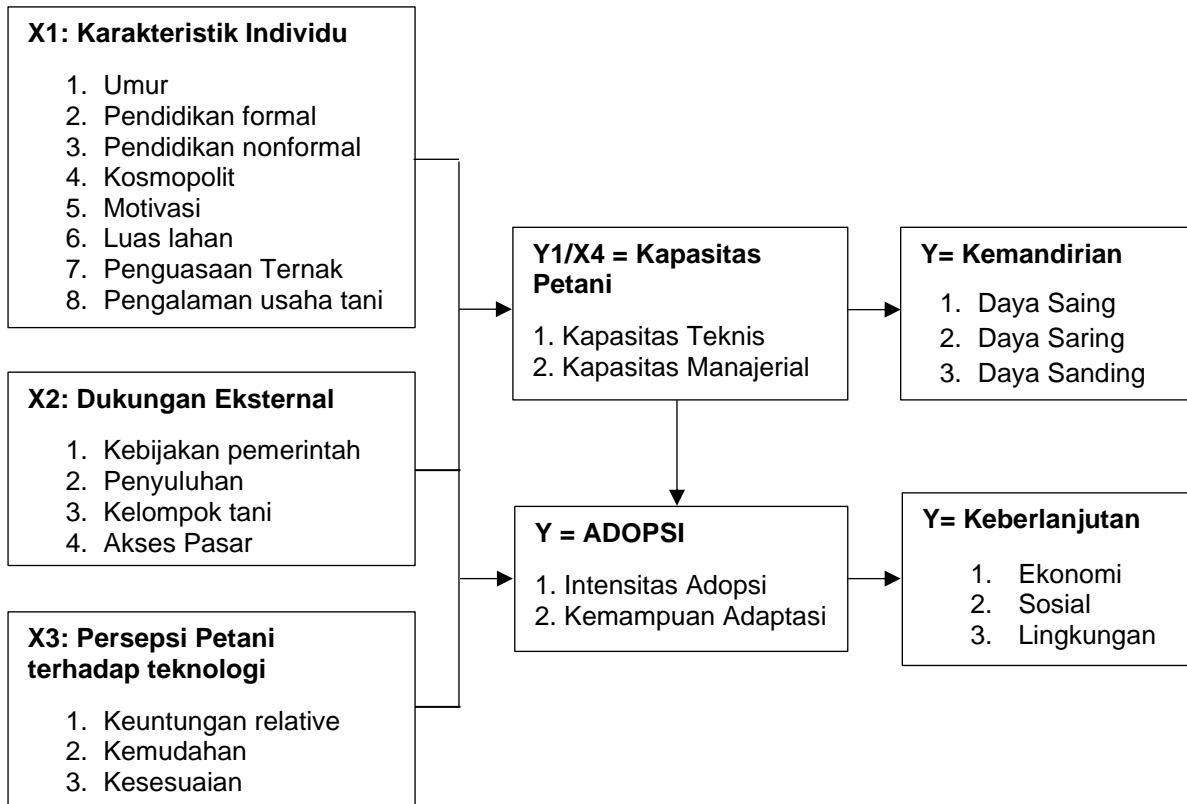 X1: Karakteristik Individu
1. Umur
2. Pendidikan formal
3. Pendidikan nonformal
4. Kosmopolit
5. Motivasi
6. Luas lahan
7. Penguasaan Ternak
8. Pengalaman usaha tani
X2: Dukungan Eksternal
1. Kebijakan pemerintah
2. Penyuluhan
3. Kelompok tani
4. Akses Pasar
X3: Persepsi Petani
terhadap teknologi
1. Keuntungan relative
2. Kemudahan
3. Kesesuaian
Y1/X4 = Kapasitas
Petani
1. Kapasitas Teknis
2. Kapasitas Manajerial
Y = ADOPSI
1. Intensitas Adopsi
2. Kemampuan Adaptasi
Y= Kemandirian
1. Daya Saing
2. Daya Saring
3. Daya Sanding
Y= Keberlanjutan
1. Ekonomi
2. Sosial
3. Lingkungan